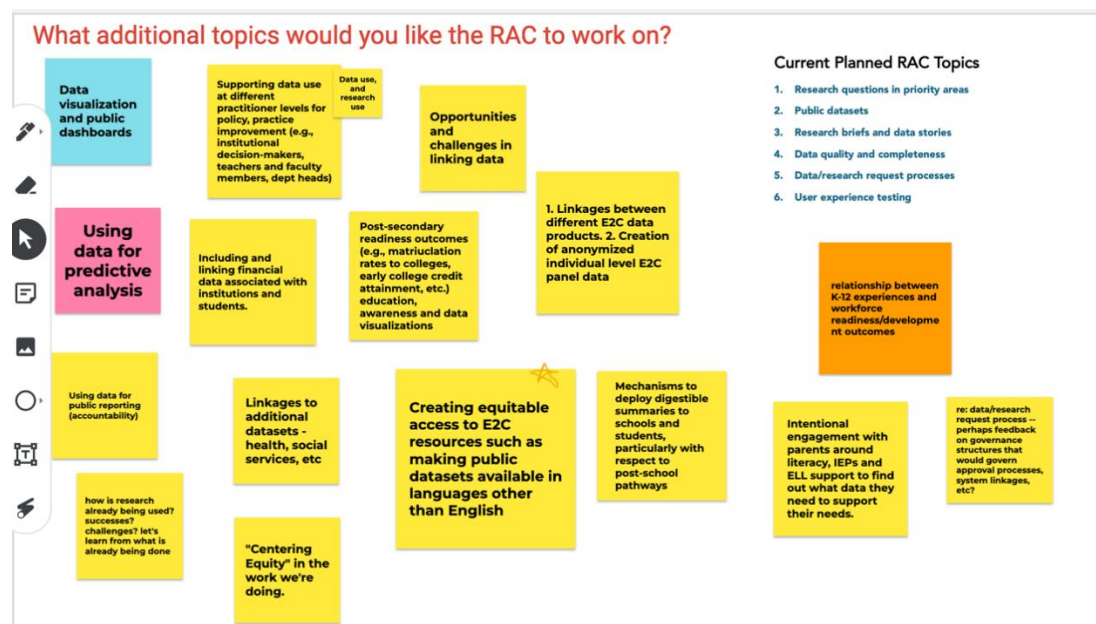 What additional topics would you like the RAC to work on?
Data
visualization
and public
dashboards
Supporting data use
at different
practitioner levels for
policy, practice
improvement (e.g.,
institutional
decision-makers,
teachers and faculty
members, dept heads)
Data use,
and
research
use
Opportunities
and
challenges in
linking data
Current Planned RAC Topics
1. Research questions in priority areas
2. Public datasets
3. Research briefs and data stories
4. Data quality and completeness
5. Data/research request processes
6. User experience testing
Using
data for
predictive
analysis
Including and
linking financial
data associated with
institutions and
students.
Post-secondary
readiness outcomes
(e.g., matriuclation
rates to colleges,
early college credit
attainment, etc.)
education,
awareness and data
visualizations
1. Linkages between
different E2C data
products. 2. Creation
of anonymized
individual level E2C
panel data
relationship between
K-12 experiences and
workforce
readiness/developme
nt outcomes
Using data for
public reporting
(accountability)
Linkages to
additional
datasets -
health, social
services, etc
Creating equitable
access to E2C
resources such as
making public
datasets available in
languages other
than English
Mechanisms to
deploy digestible
summaries to
schools and
students,
particularly with
respect to
post-school
pathways
Intentional
engagement with
parents around
literacy, IEPs and
ELL support to find
out what data they
need to support
their needs.
re: data/research
request process --
perhaps feedback
on governance
structures that
would govern
approval processes,
system linkages,
etc?
how is research
already being used?
successes?
challenges? let's
learn from what is
already being done
"Centering
Equity" in the
work we're
doing.
T